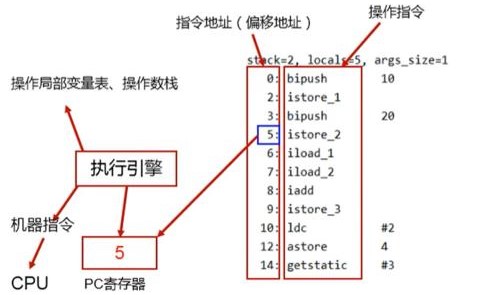 指令地址（偏移地址）
操作指令
stack=2, locals=5, args_size=1
0: bipush 10
2: istore_1
3: bipush 20
5: istore_2
6: iload_1
7: iload_2
8: iadd
9: istore_3
10: ldc #2
12: astore 4
14: getstatic #3
操作局部变量表、操作数栈
执行引擎
机器指令
5
CPU
PC寄存器